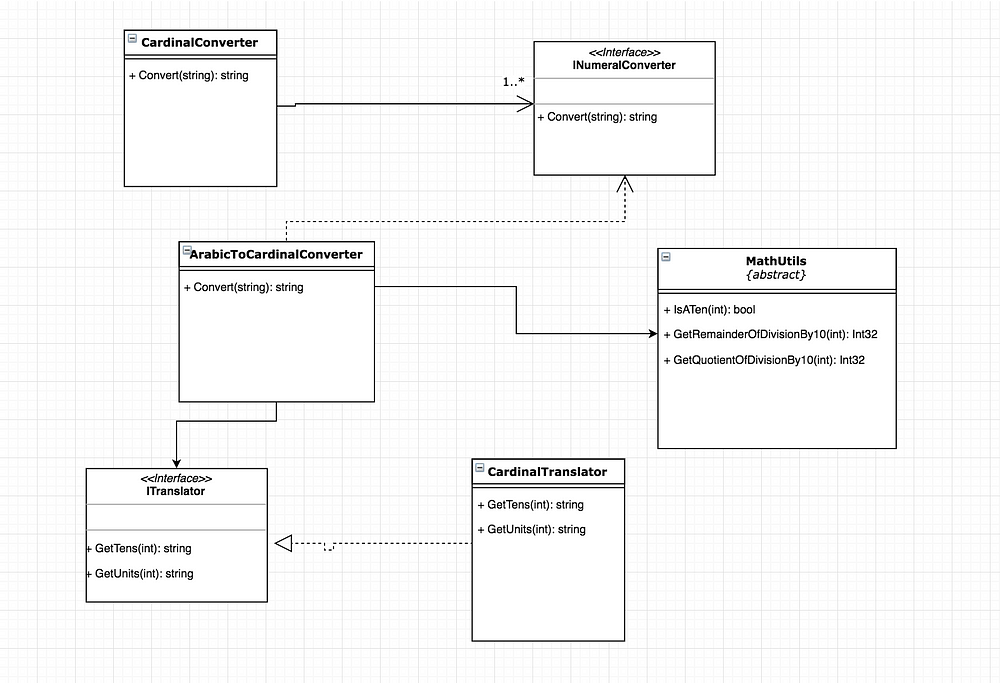 CardinalConverter
+ Convert(string): string
<<Interface>>
INumeralConverter
1..*
+ Convert(string): string
ArabicToCardinalConverter
+ Convert(string): string
MathUtils
{abstract}
+ IsATen(int): bool
+ GetRemainderOfDivisionBy10(int): Int32
+ GetQuotientOfDivisionBy10(int): Int32
<<Interface>>
ITranslator
+ GetTens(int): string
+ GetUnits(int): string
CardinalTranslator
+ GetTens(int): string
+ GetUnits(int): string